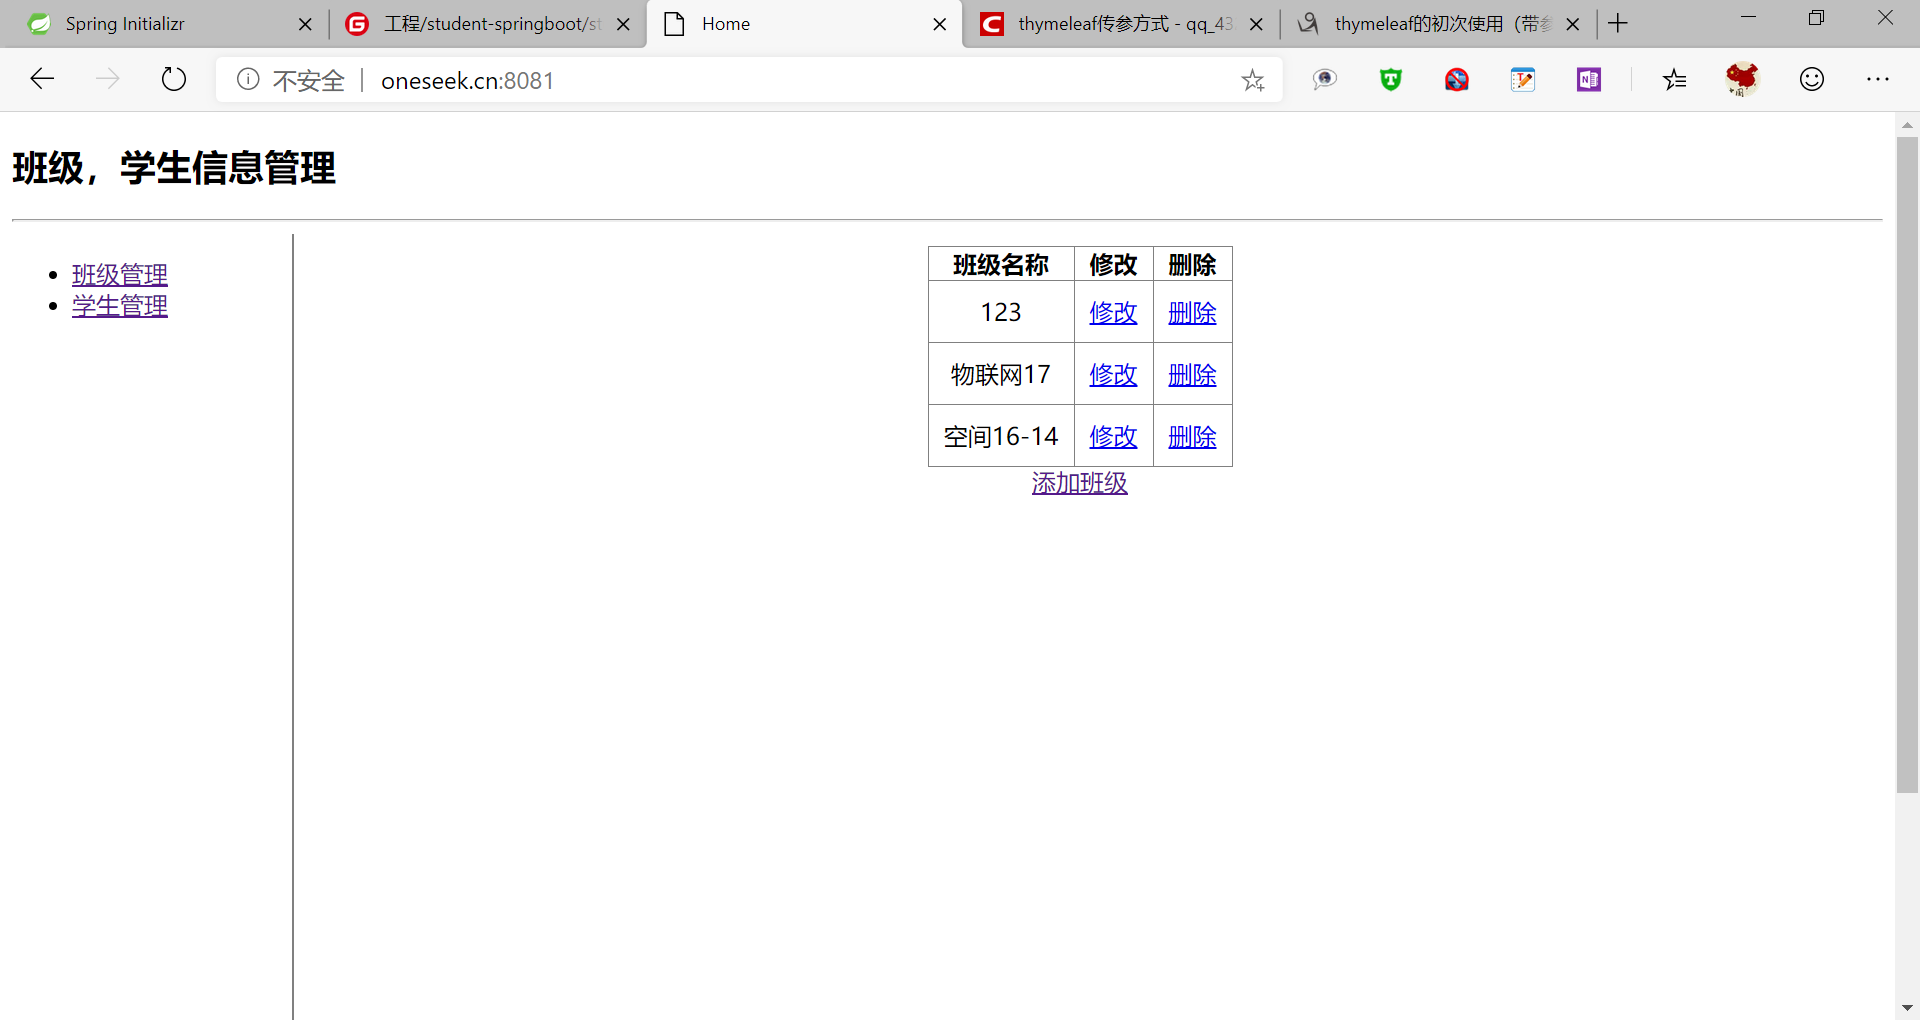 Spring Initializr
工程/student-springboot/st
Home
thymeleaf传参方式 - qq_43
thymeleaf的初次使用（带参
不安全 | oneseek.cn:8081
班级，学生信息管理
班级管理
学生管理
班级名称 修改 删除
123 修改 删除
物联网17 修改 删除
空间16-14 修改 删除
添加班级